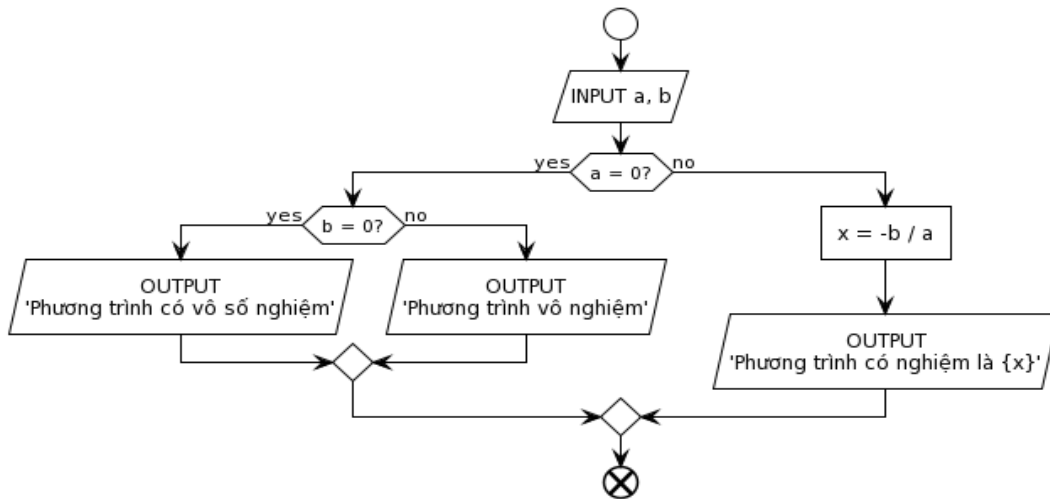 INPUT a, b
yes
a = 0?
no
yes
b = 0?
no
x = -b / a
OUTPUT
'Phương trình có vô số nghiệm'
OUTPUT
'Phương trình vô nghiệm'
OUTPUT
'Phương trình có nghiệm là {x}'